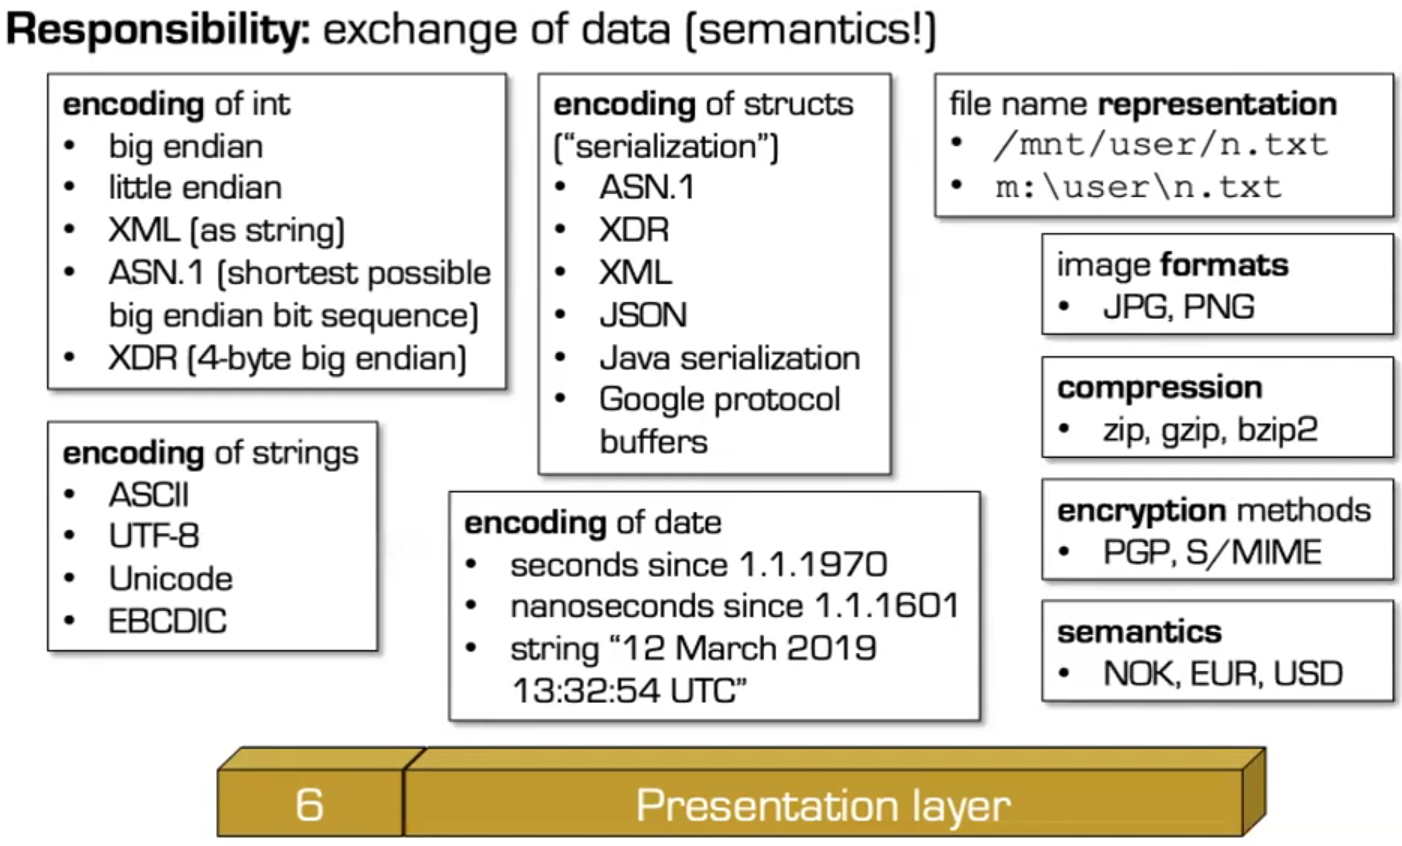 Responsibility: exchange of data (semantics!)
encoding of int
• big endian
• little endian
• XML (as string)
• ASN.1 (shortest possible
big endian bit sequence)
• XDR (4-byte big endian)
encoding of strings
• ASCII
• UTF-8
• Unicode
• EBCDIC
encoding of structs
(“serialization”)
• ASN.1
• XDR
• XML
• JSON
• Java serialization
• Google protocol
buffers
encoding of date
• seconds since 1.1.1970
• nanoseconds since 1.1.1601
• string “12 March 2019
13:32:54 UTC”
file name representation
• /mnt/user/n.txt
• m:\user\n.txt
image formats
• JPG, PNG
compression
• zip, gzip, bzip2
encryption methods
• PGP, S/MIME
semantics
• NOK, EUR, USD
6 Presentation layer